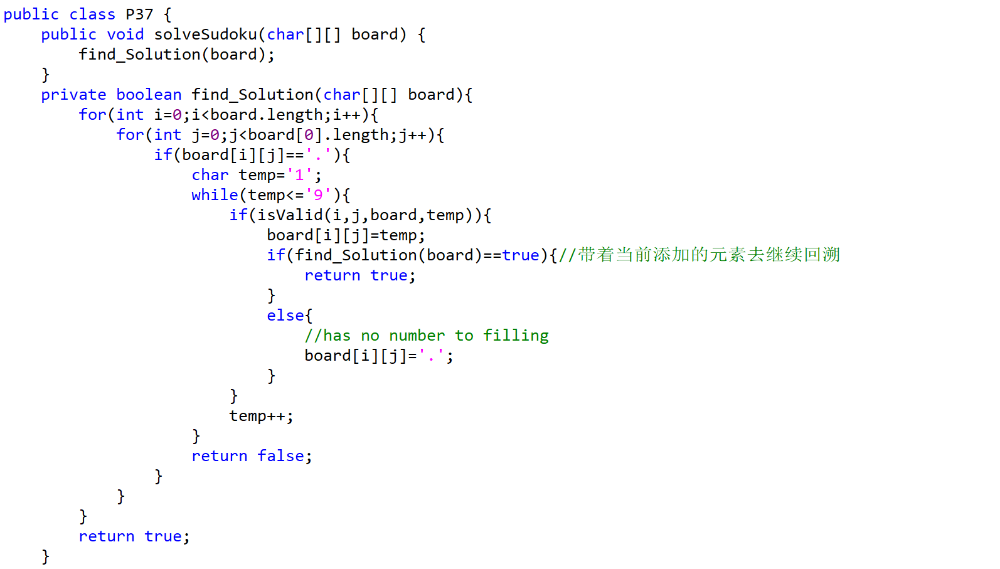 public class P37 {
    public void solveSudoku(char[][] board) {
        find_Solution(board);
    }
    private boolean find_Solution(char[][] board){
        for(int i=0;i<board.length;i++){
            for(int j=0;j<board[0].length;j++){
                if(board[i][j]=='.'){
                    char temp='1';
                    while(temp<='9'){
                        if(isValid(i,j,board,temp)){
                            board[i][j]=temp;
                            if(find_Solution(board)==true){//带着当前添加的元素去继续回溯
                                return true;
                            }
                            else{
                                //has no number to filling
                                board[i][j]='.';
                            }
                        }
                        temp++;
                    }
                    return false;
                }
            }
        }
        return true;
    }